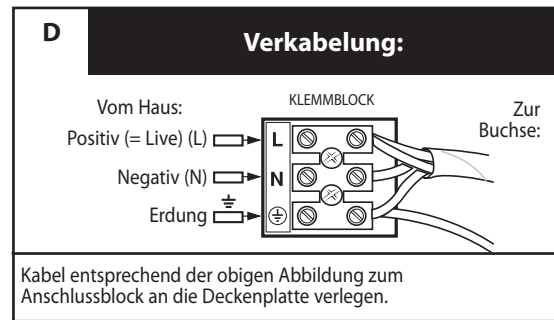 D
Verkabelung:
KLEMMBLOCK
Vom Haus:
Zur
Buchse:
Positiv (= Live) (L)
L
Negativ (N)
N
Erdung
Kabel entsprechend der obigen Abbildung zum
Anschlussblock an die Deckenplatte verlegen.